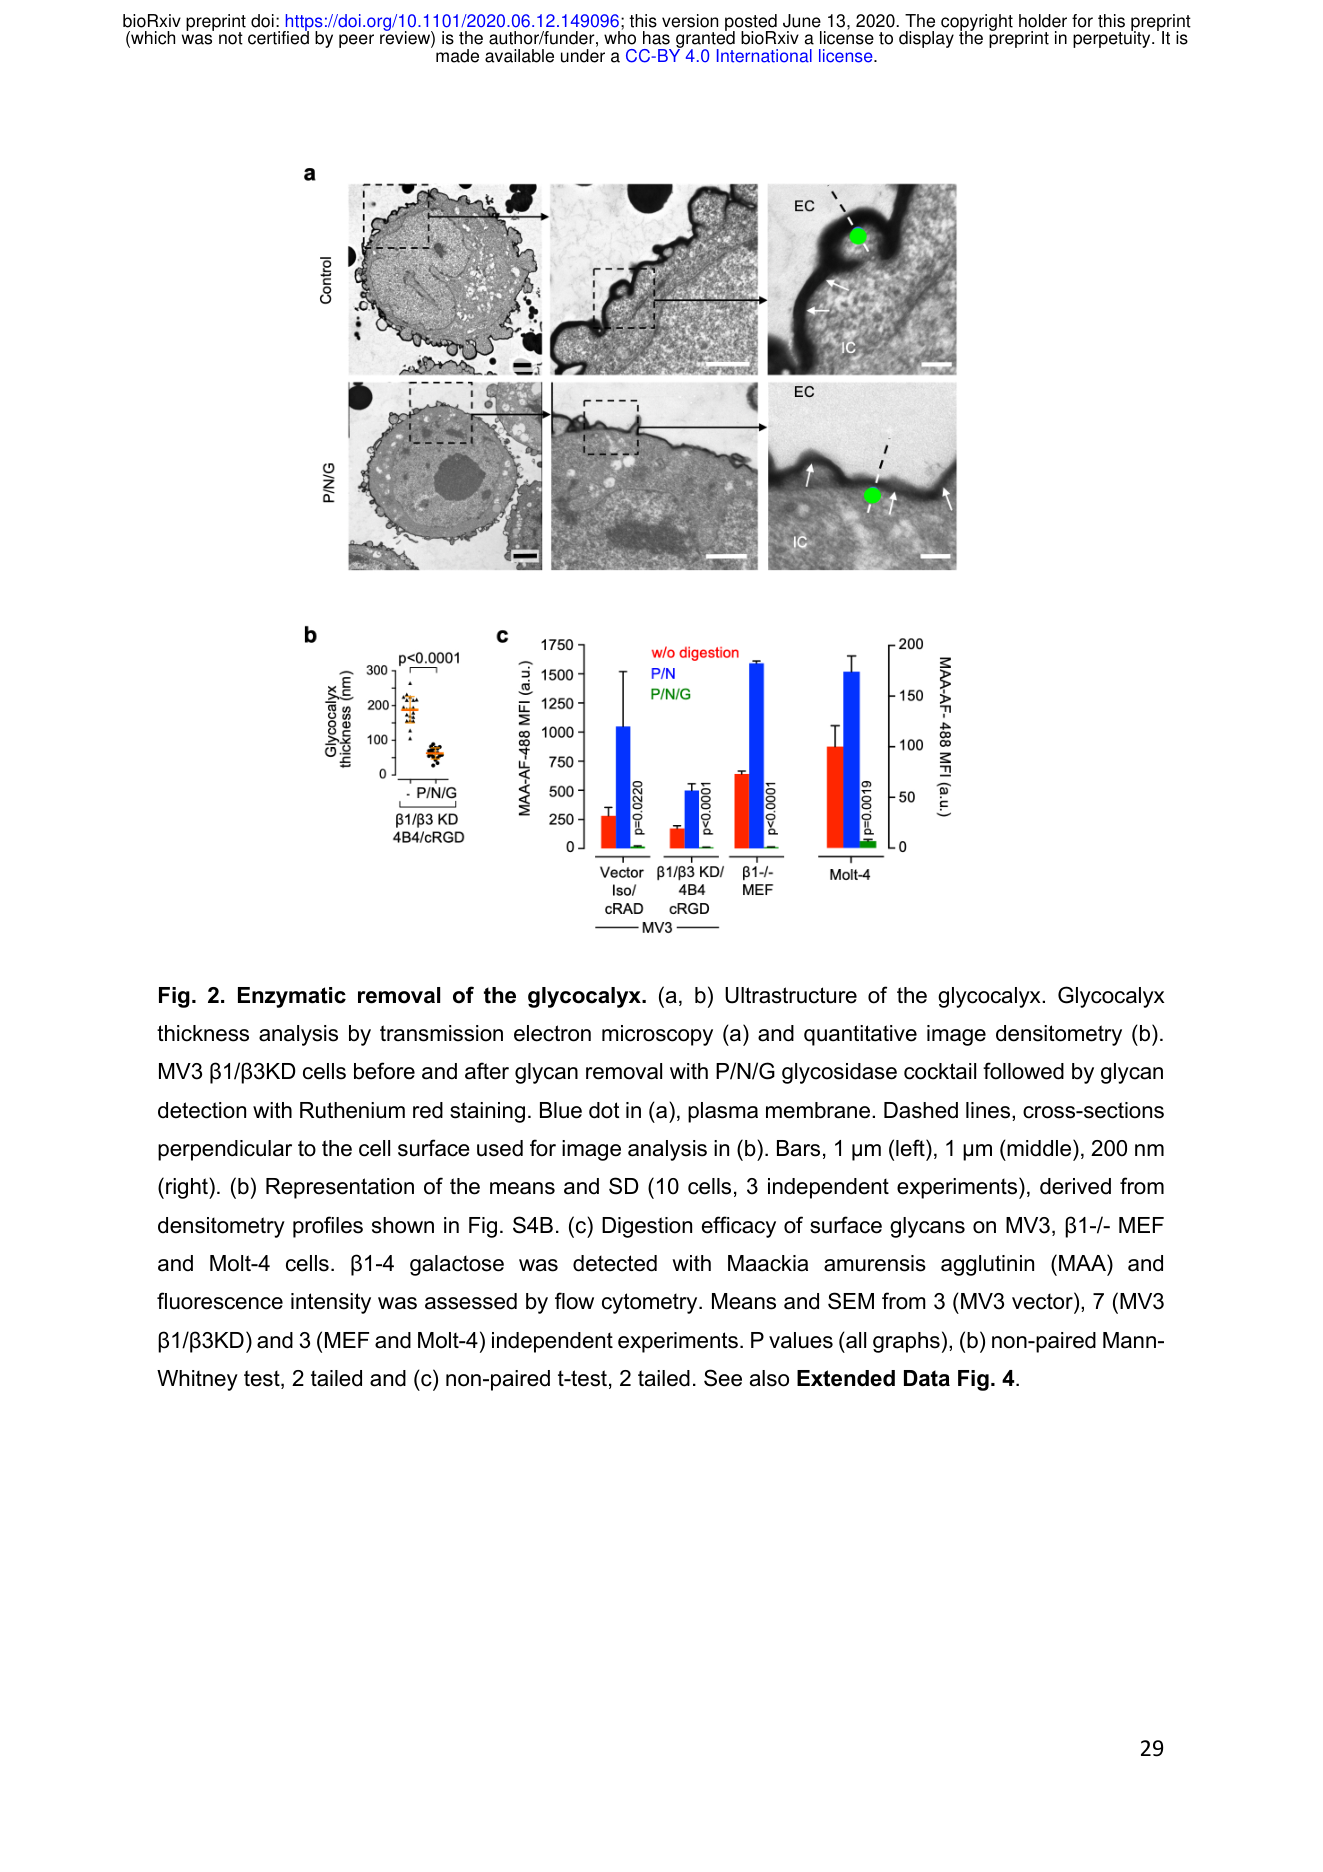 bioRxiv preprint doi: https://doi.org/10.1101/2020.06.12.149096; this version posted June 13, 2020. The copyright holder for this preprint
(which was not certified by peer review) is the author/funder, who has granted bioRxiv a license to display the preprint in perpetuity. It is
made available under a CC-BY 4.0 International license.
a
Control
EC
IC
P/N/G
EC
IC
b
p<0.0001
Glycocalyx
thickness (nm)
300
200
100
0
- P/N/G
β1/β3 KD
4B4/cRGD
c
MAA-AF-488 MFI (a.u.)
1750
1500
1250
1000
750
500
250
0
w/o digestion
P/N
P/N/G
p=0.0220
p<0.0001
p<0.0001
p=0.0019
200
150
100
50
0
MAA-AF- 488 MFI (a.u.)
Vector
Iso/
cRAD
β1/β3 KD/
4B4
cRGD
β1-/-
MEF
Molt-4
MV3
Fig. 2. Enzymatic removal of the glycocalyx. (a, b) Ultrastructure of the glycocalyx. Glycocalyx
thickness analysis by transmission electron microscopy (a) and quantitative image densitometry (b).
MV3 β1/β3KD cells before and after glycan removal with P/N/G glycosidase cocktail followed by glycan
detection with Ruthenium red staining. Blue dot in (a), plasma membrane. Dashed lines, cross-sections
perpendicular to the cell surface used for image analysis in (b). Bars, 1 µm (left), 1 µm (middle), 200 nm
(right). (b) Representation of the means and SD (10 cells, 3 independent experiments), derived from
densitometry profiles shown in Fig. S4B. (c) Digestion efficacy of surface glycans on MV3, β1-/- MEF
and Molt-4 cells. β1-4 galactose was detected with Maackia amurensis agglutinin (MAA) and
fluorescence intensity was assessed by flow cytometry. Means and SEM from 3 (MV3 vector), 7 (MV3
β1/β3KD) and 3 (MEF and Molt-4) independent experiments. P values (all graphs), (b) non-paired Mann-
Whitney test, 2 tailed and (c) non-paired t-test, 2 tailed. See also Extended Data Fig. 4.
29